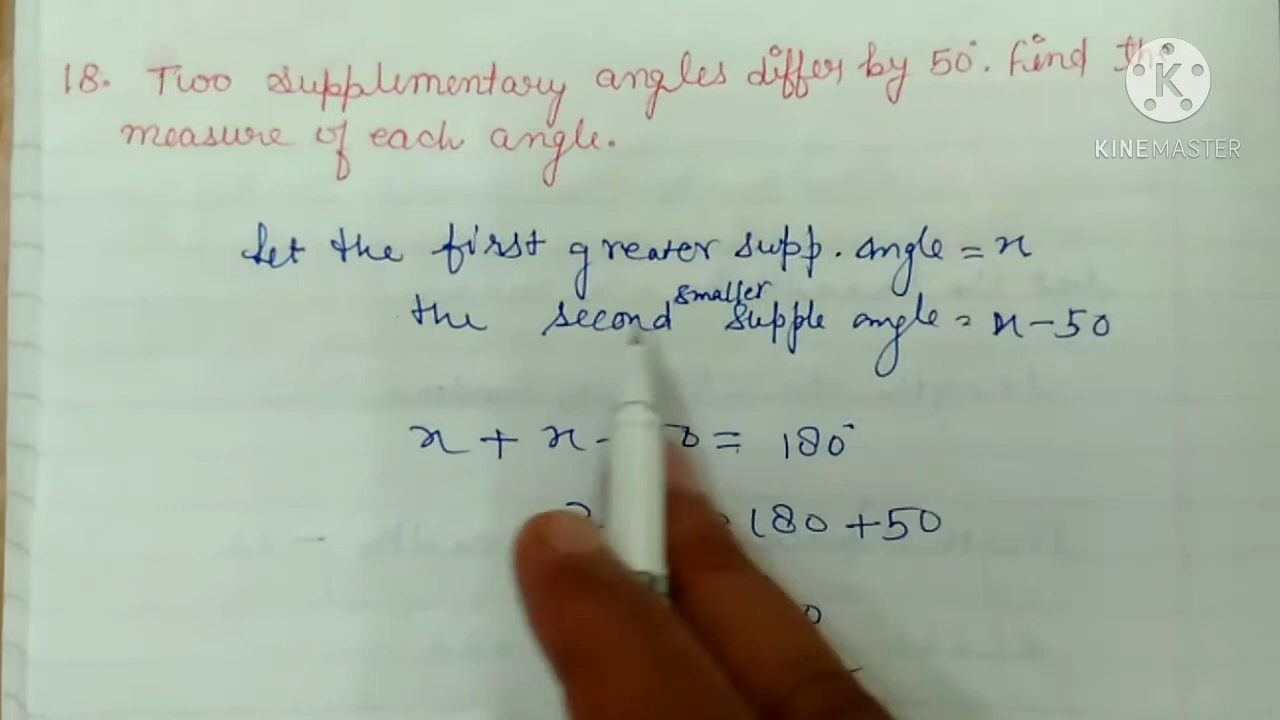 18. Two supplementary angles differ by 50°. Find the
measure of each angle.
K
KINEMASTER
Let the first greater supp. angle = x
the second smaller supple angle = x - 50
x + x - = 180°
= 180 + 50